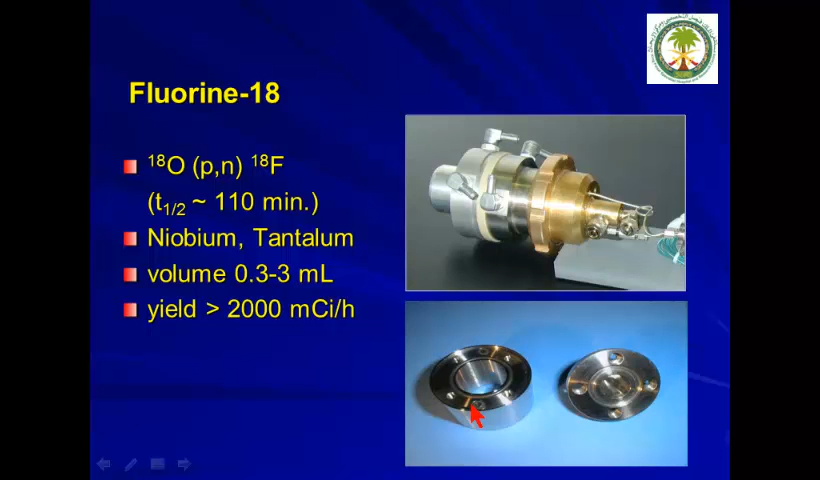 Fluorine-18
¹⁸O (p,n) ¹⁸F
(t₁/₂ ~ 110 min.)
Niobium, Tantalum
volume 0.3-3 mL
yield > 2000 mCi/h